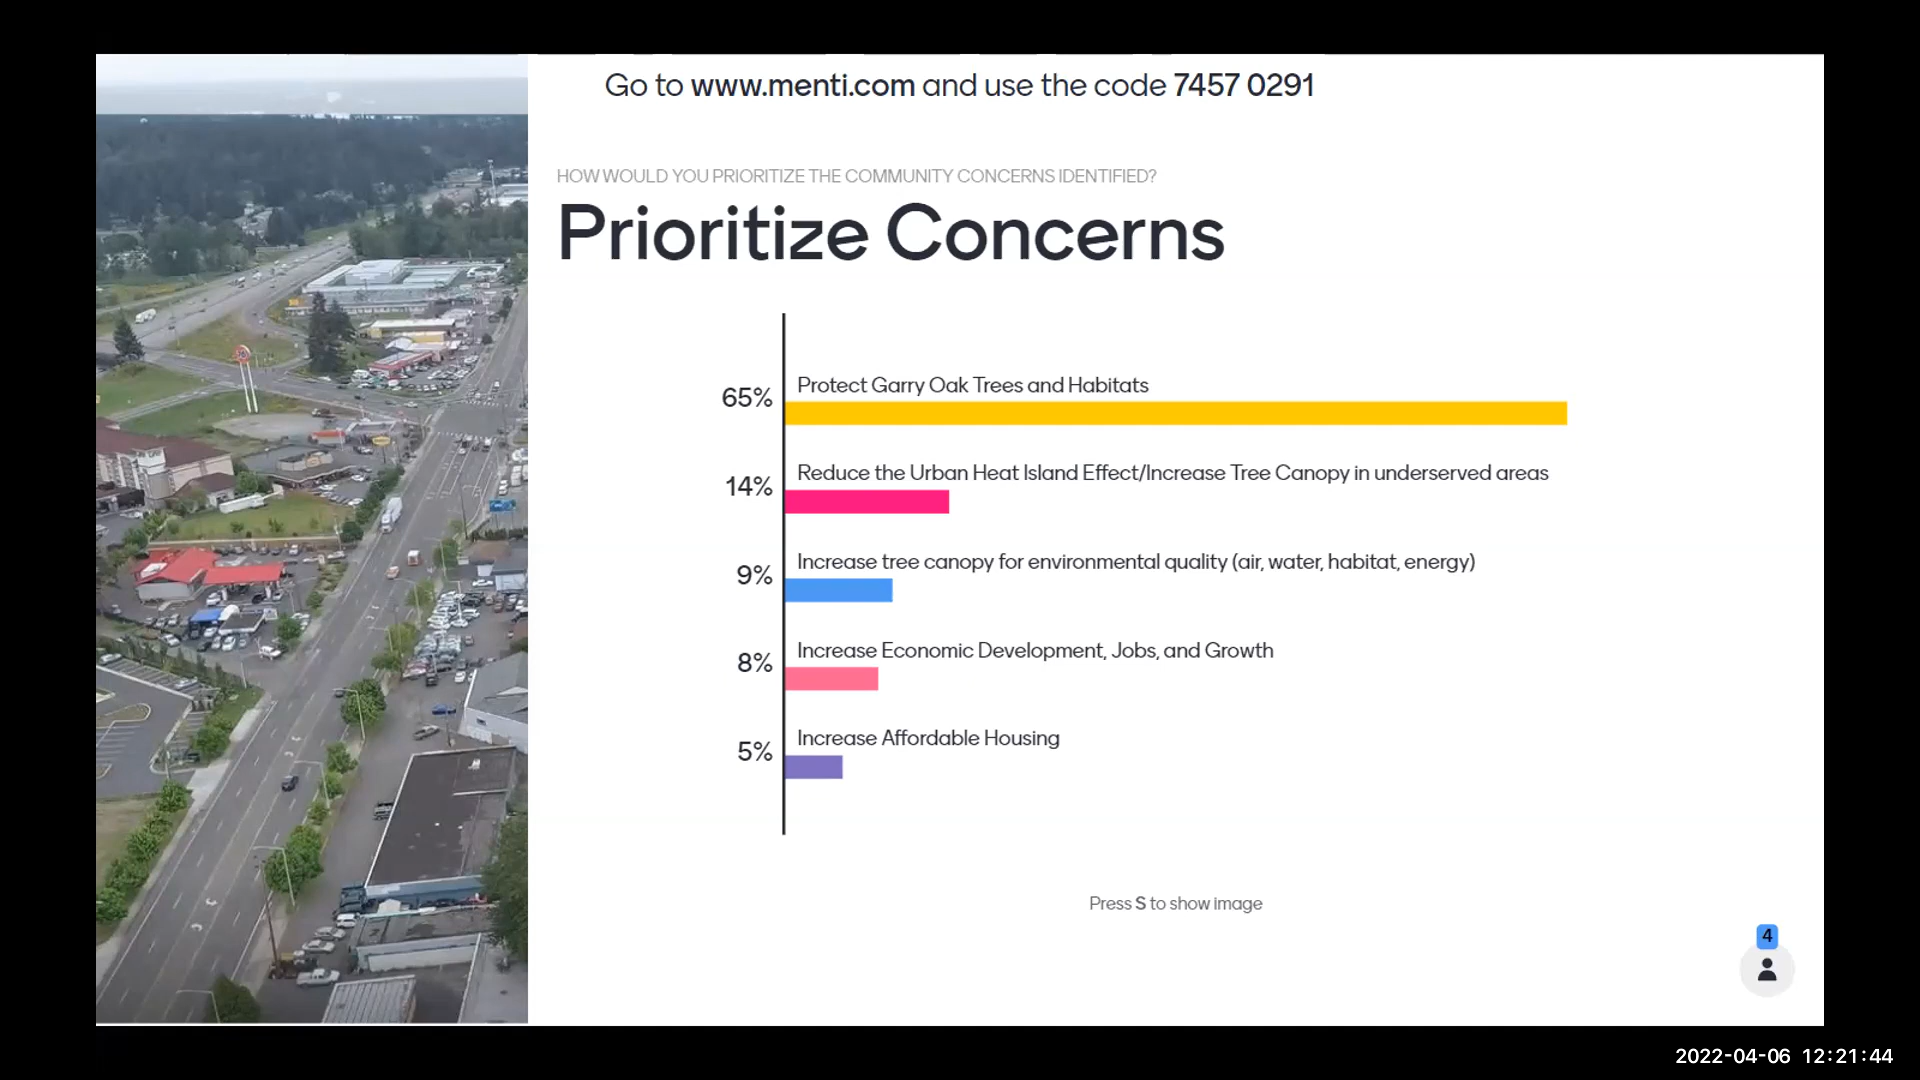 Go to www.menti.com and use the code 7457 0291
HOW WOULD YOU PRIORITIZE THE COMMUNITY CONCERNS IDENTIFIED?
Prioritize Concerns
65%
Protect Garry Oak Trees and Habitats
14%
Reduce the Urban Heat Island Effect/Increase Tree Canopy in underserved areas
9%
Increase tree canopy for environmental quality (air, water, habitat, energy)
8%
Increase Economic Development, Jobs, and Growth
5%
Increase Affordable Housing
Press S to show image
4
2022-04-06 12:21:44